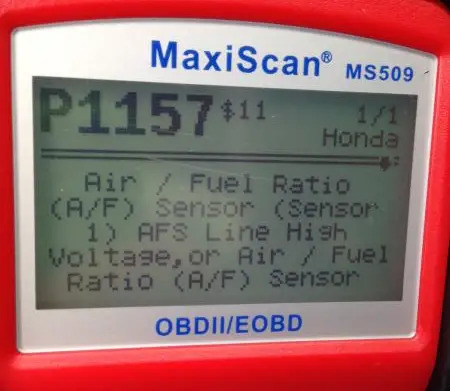 MaxiScan® MS509
P1157 $11 1/1
Honda
Air / Fuel Ratio
(A/F) Sensor (Sensor
1) AFS Line High
Voltage,or Air / Fuel
Ratio (A/F) Sensor
OBDII/EOBD